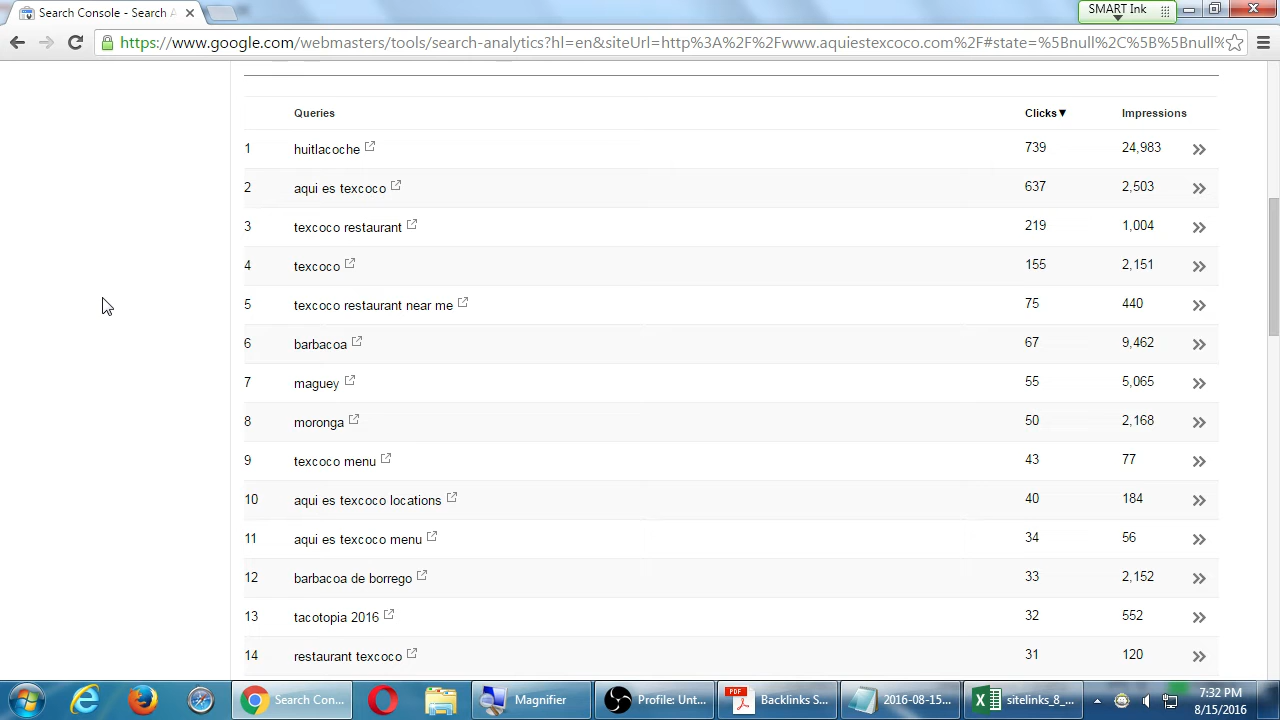 Search Console - Search A
SMART Ink
https://www.google.com/webmasters/tools/search-analytics?hl=en&siteUrl=http%3A%2F%2Fwww.aquiestexcoco.com%2F#state=%5Bnull%2C%5B%5Bnull%2
Queries Clicks▼ Impressions
1 huitlacoche 739 24,983
2 aqui es texcoco 637 2,503
3 texcoco restaurant 219 1,004
4 texcoco 155 2,151
5 texcoco restaurant near me 75 440
6 barbacoa 67 9,462
7 maguey 55 5,065
8 moronga 50 2,168
9 texcoco menu 43 77
10 aqui es texcoco locations 40 184
11 aqui es texcoco menu 34 56
12 barbacoa de borrego 33 2,152
13 tacotopia 2016 32 552
14 restaurant texcoco 31 120
Search Con... Magnifier Profile: Unt... PDF Backlinks S... 2016-08-15... sitelinks_8_... 7:32 PM
8/15/2016